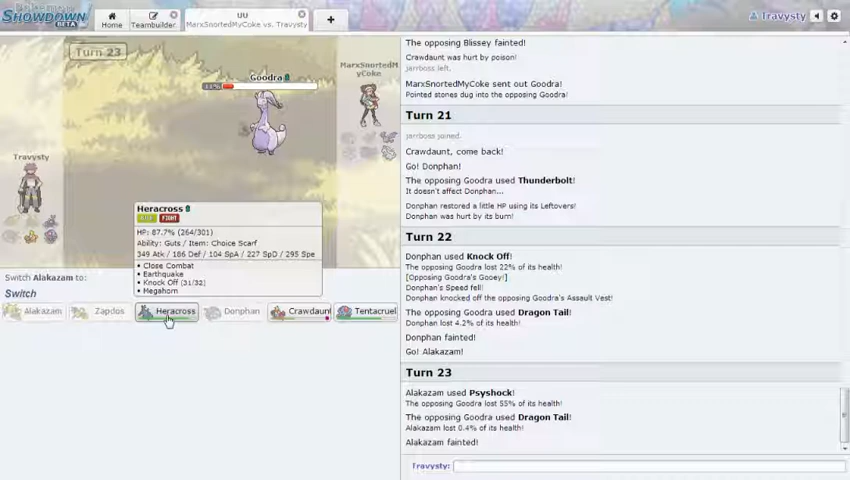 Pokémon
SHOWDOWN
BETA
Home
Teambuilder
UU
MarxSnortedMyCoke vs. Travysty
+
Travysty
Turn 23
Goodra
11%
MarxSnortedM
yCoke
Travysty
Heracross
BUG FIGHT
HP: 87.7% (264/301)
Ability: Guts / Item: Choice Scarf
349 Atk / 186 Def / 104 SpA / 227 SpD / 295 Spe
• Close Combat
• Earthquake
• Knock Off (31/32)
• Megahorn
Switch Alakazam to:
Switch
Alakazam
Zapdos
Heracross
Donphan
Crawdaunt
Tentacruel
The opposing Blissey fainted!
Crawdaunt was hurt by poison!
jarrboss left.
MarxSnortedMyCoke sent out Goodra!
Pointed stones dug into the opposing Goodra!
Turn 21
jarrboss joined.
Crawdaunt, come back!
Go! Donphan!
The opposing Goodra used Thunderbolt!
It doesn't affect Donphan...
Donphan restored a little HP using its Leftovers!
Donphan was hurt by its burn!
Turn 22
Donphan used Knock Off!
The opposing Goodra lost 22% of its health!
[Opposing Goodra's Gooey!]
Donphan's Speed fell!
Donphan knocked off the opposing Goodra's Assault Vest!
The opposing Goodra used Dragon Tail!
Donphan lost 4.2% of its health!
Donphan fainted!
Go! Alakazam!
Turn 23
Alakazam used Psyshock!
The opposing Goodra lost 55% of its health!
The opposing Goodra used Dragon Tail!
Alakazam lost 0.4% of its health!
Alakazam fainted!
Travysty: